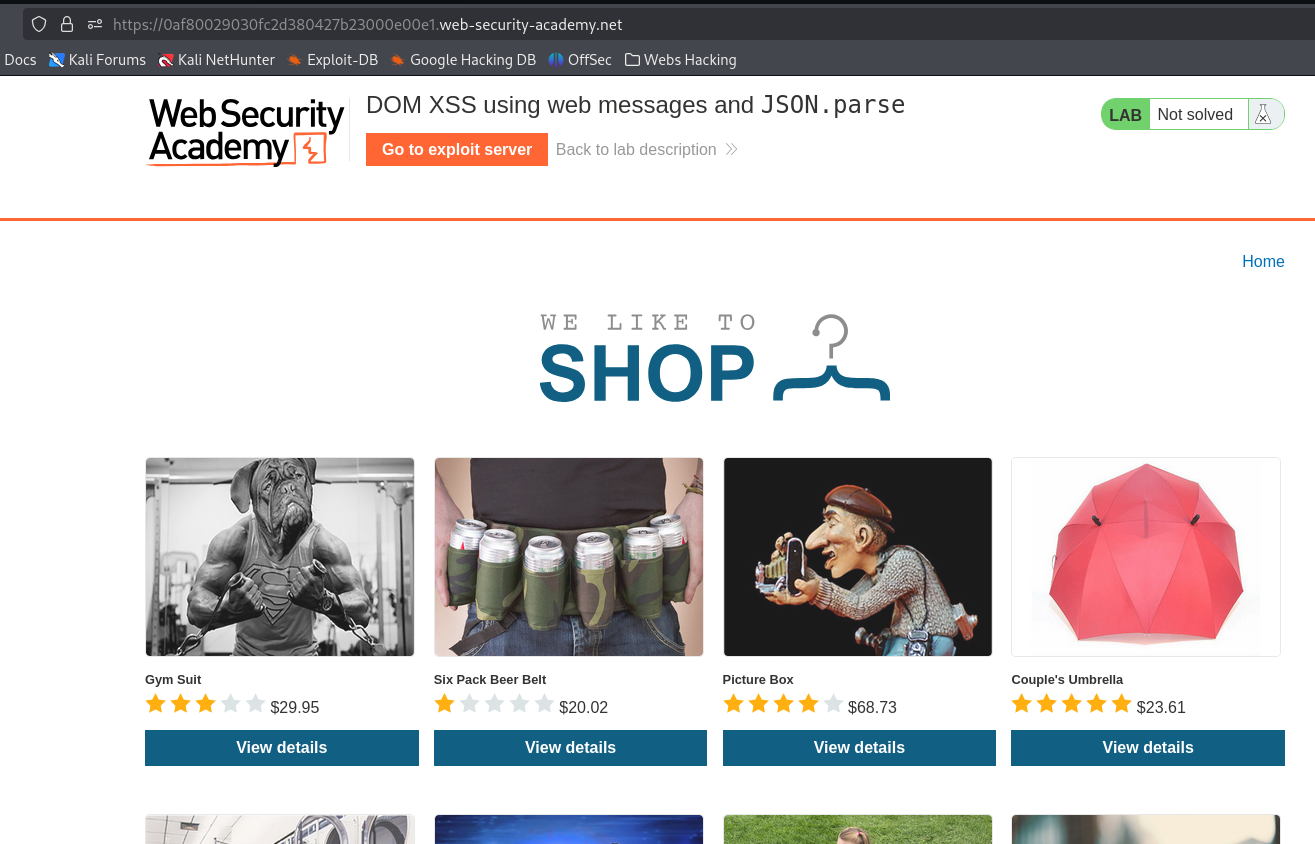 https://0af80029030fc2d380427b23000e00e1.web-security-academy.net
Docs Kali Forums Kali NetHunter Exploit-DB Google Hacking DB OffSec Webs Hacking
Web Security Academy
DOM XSS using web messages and JSON.parse
LAB Not solved
Go to exploit server Back to lab description
Home
WE LIKE TO
SHOP
Gym Suit Six Pack Beer Belt Picture Box Couple's Umbrella
$29.95 $20.02 $68.73 $23.61
View details View details View details View details